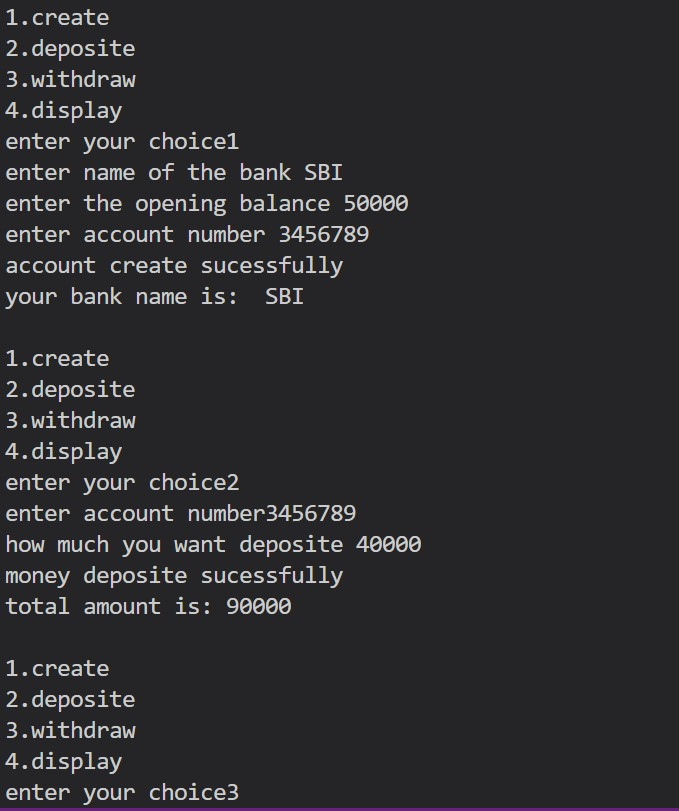 1.create
2.deposite
3.withdraw
4.display
enter your choice1
enter name of the bank SBI
enter the opening balance 50000
enter account number 3456789
account create sucessfully
your bank name is:  SBI

1.create
2.deposite
3.withdraw
4.display
enter your choice2
enter account number3456789
how much you want deposite 40000
money deposite sucessfully
total amount is: 90000

1.create
2.deposite
3.withdraw
4.display
enter your choice3